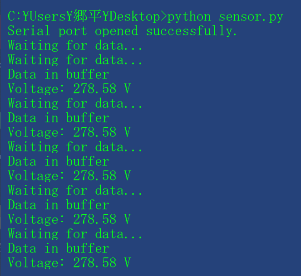 C:¥Users¥郷平¥Desktop>python sensor.py
Serial port opened successfully.
Waiting for data...
Waiting for data...
Data in buffer
Voltage: 278.58 V
Waiting for data...
Data in buffer
Voltage: 278.58 V
Waiting for data...
Data in buffer
Voltage: 278.58 V
Waiting for data...
Data in buffer
Voltage: 278.58 V
Waiting for data...
Data in buffer
Voltage: 278.58 V